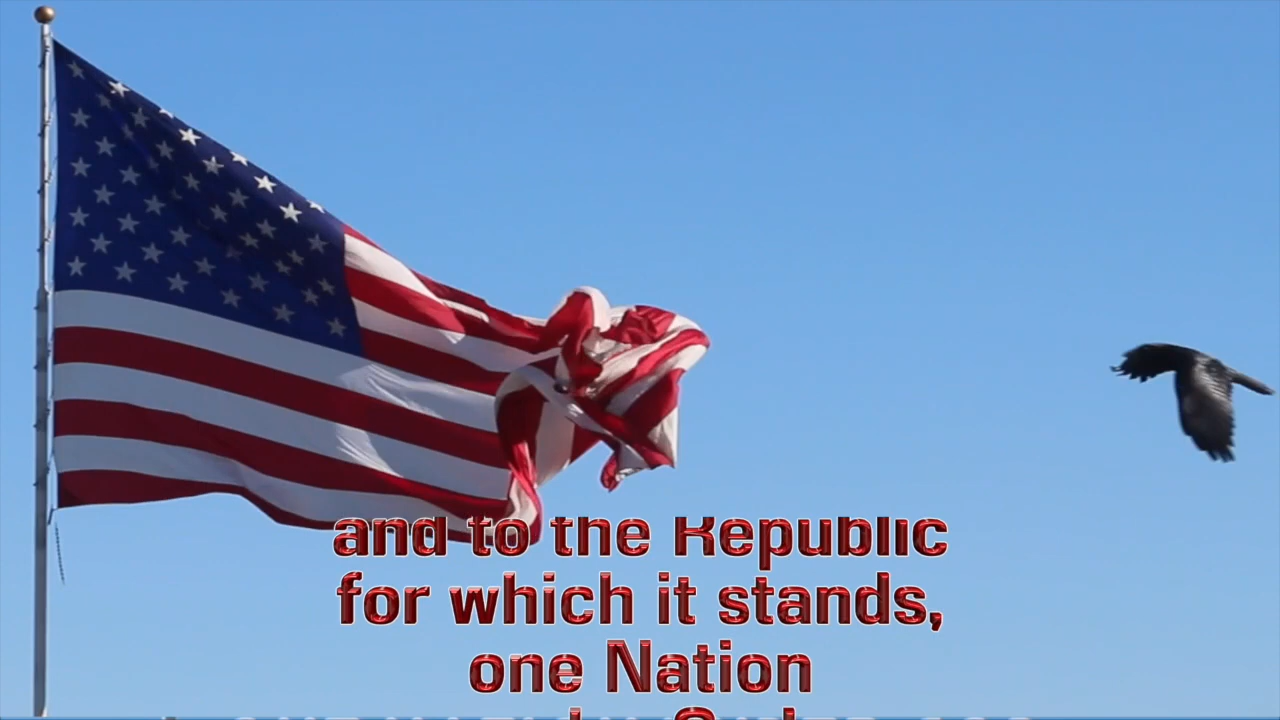 and to the Republic
for which it stands,
one Nation